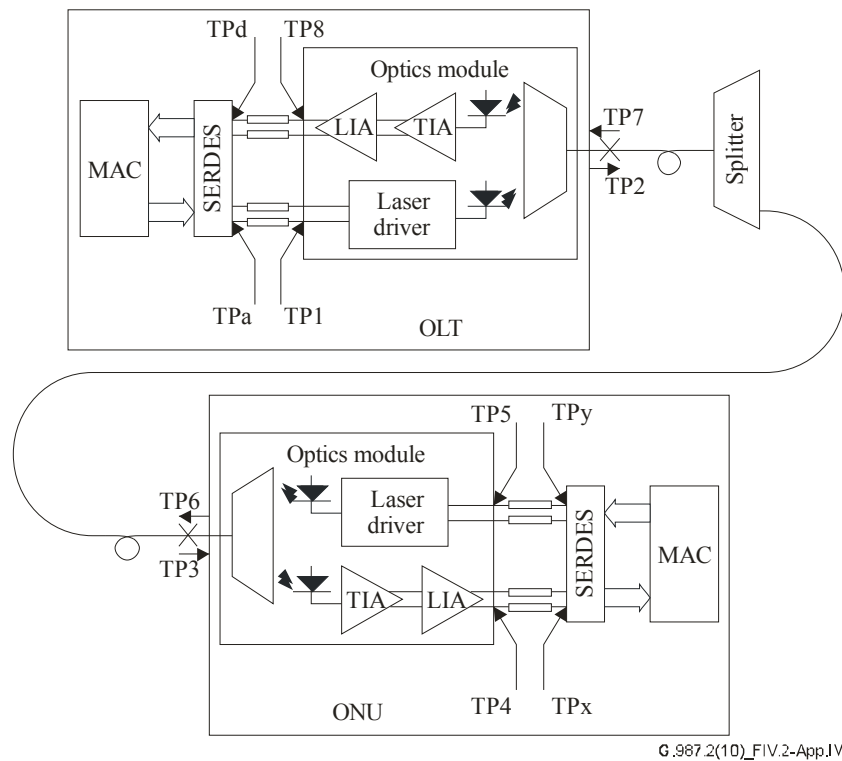 TPd TP8
Optics module
LIA TIA
MAC
SERDES
Laser
driver
TP7
TP2
Splitter
TPa TP1
OLT
TP5 TPy
Optics module
Laser
driver
TP6
TP3
SERDES
MAC
TIA LIA
TP4 TPx
ONU
G.987.2(10)_FIV.2-App.IV